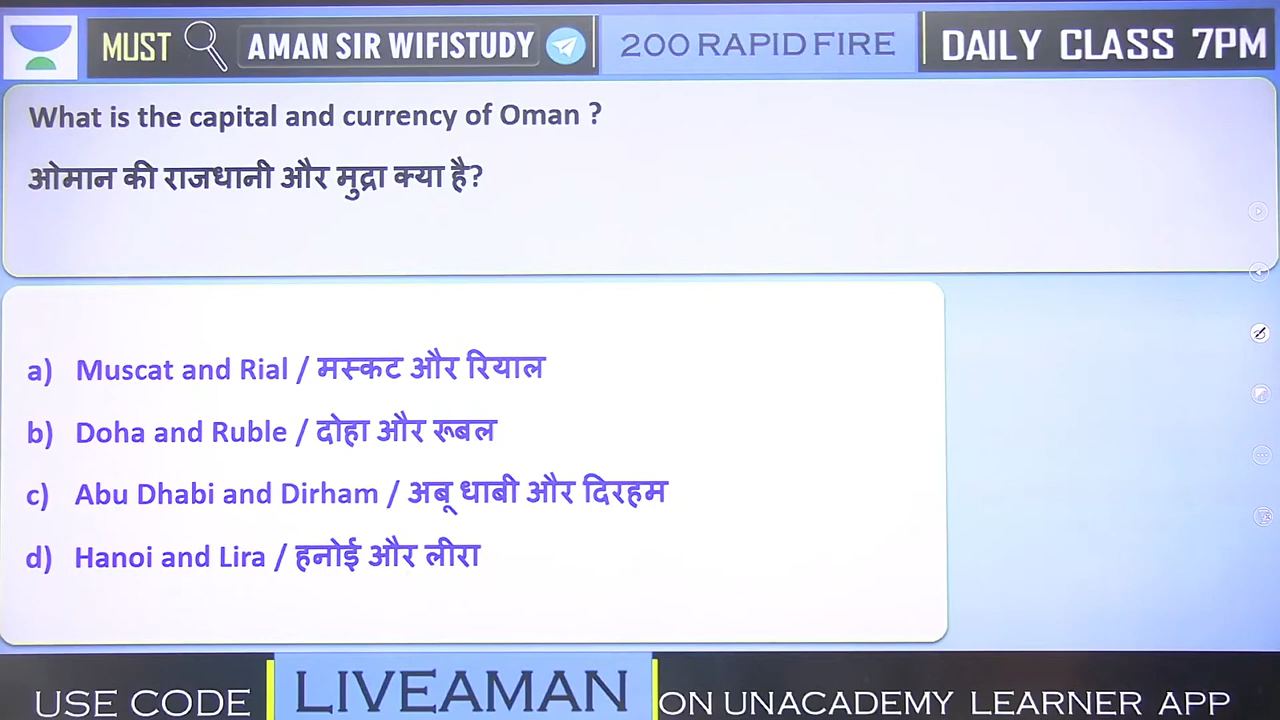 MUST AMAN SIR WIFISTUDY 200 RAPID FIRE DAILY CLASS 7PM
What is the capital and currency of Oman ?
ओमान की राजधानी और मुद्रा क्या है?
a) Muscat and Rial / मस्कट और रियाल
b) Doha and Ruble / दोहा और रूबल
c) Abu Dhabi and Dirham / अबू धाबी और दिरहम
d) Hanoi and Lira / हनोई और लीरा
USE CODE LIVEAMAN ON UNACADEMY LEARNER APP